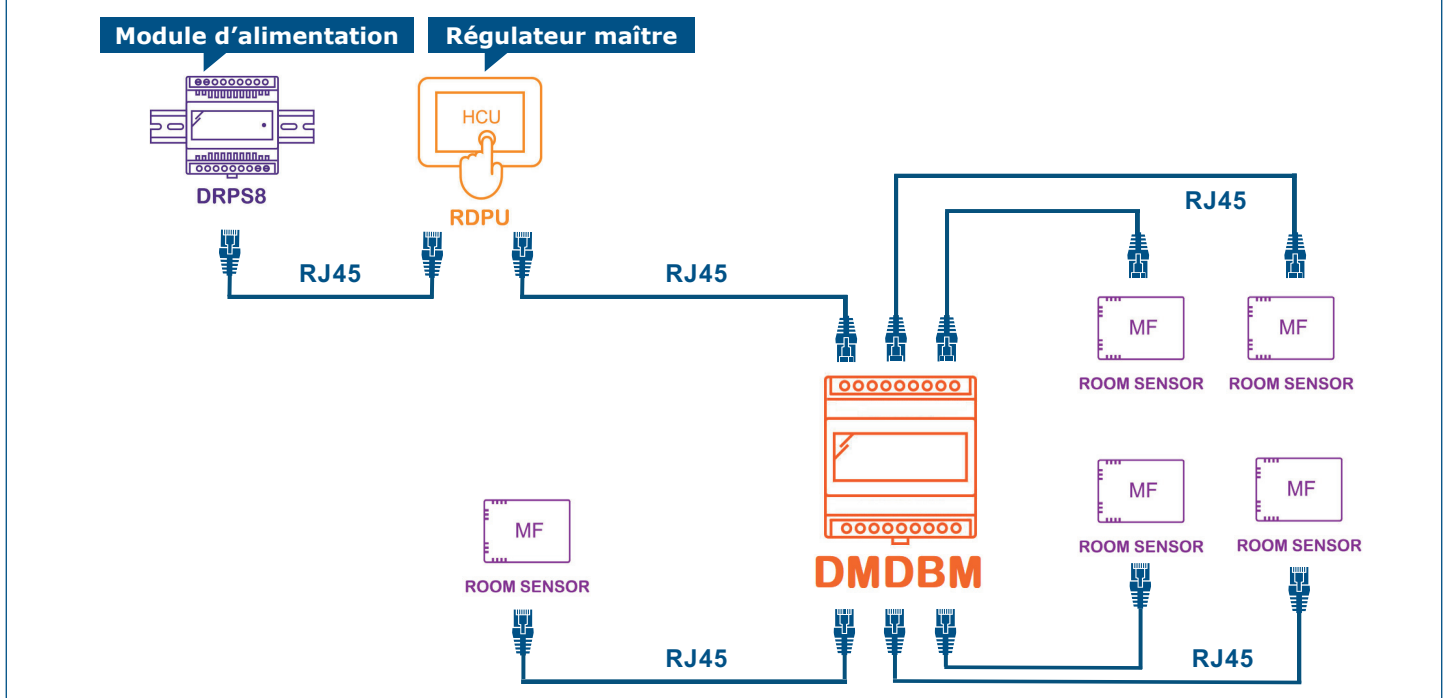 Module d’alimentation
Régulateur maître
HCU
DRPS8
RDPU
RJ45
RJ45
RJ45
MF
MF
ROOM SENSOR
ROOM SENSOR
MF
MF
ROOM SENSOR
ROOM SENSOR
MF
ROOM SENSOR
DMDBM
RJ45
RJ45